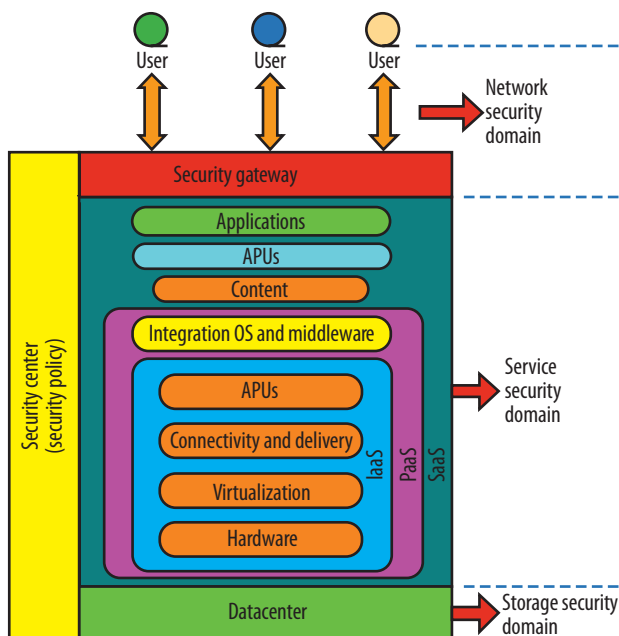 User
User
User
Network
security
domain
Security gateway
Applications
APUs
Content
Integration OS and middleware
APUs
Connectivity and delivery
Virtualization
Hardware
IaaS
PaaS
SaaS
Service
security
domain
Security center
(security policy)
Datacenter
Storage security
domain